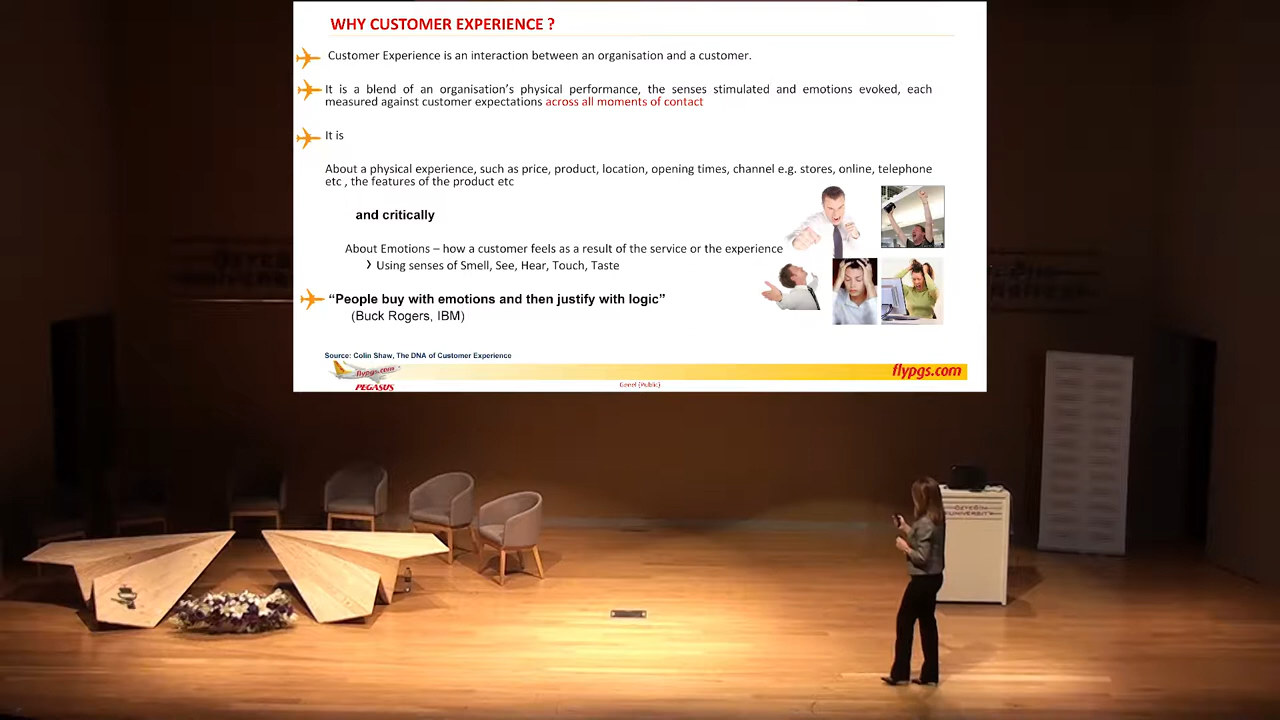 WHY CUSTOMER EXPERIENCE ?
Customer Experience is an interaction between an organisation and a customer.
It is a blend of an organisation's physical performance, the senses stimulated and emotions evoked, each
measured against customer expectations across all moments of contact
It is
About a physical experience, such as price, product, location, opening times, channel e.g. stores, online, telephone
etc , the features of the product etc
and critically
About Emotions – how a customer feels as a result of the service or the experience
› Using senses of Smell, See, Hear, Touch, Taste
“People buy with emotions and then justify with logic”
(Buck Rogers, IBM)
Source: Colin Shaw, The DNA of Customer Experience
flypgs.com
flypgs.com
PEGASUS
Genel (Public)